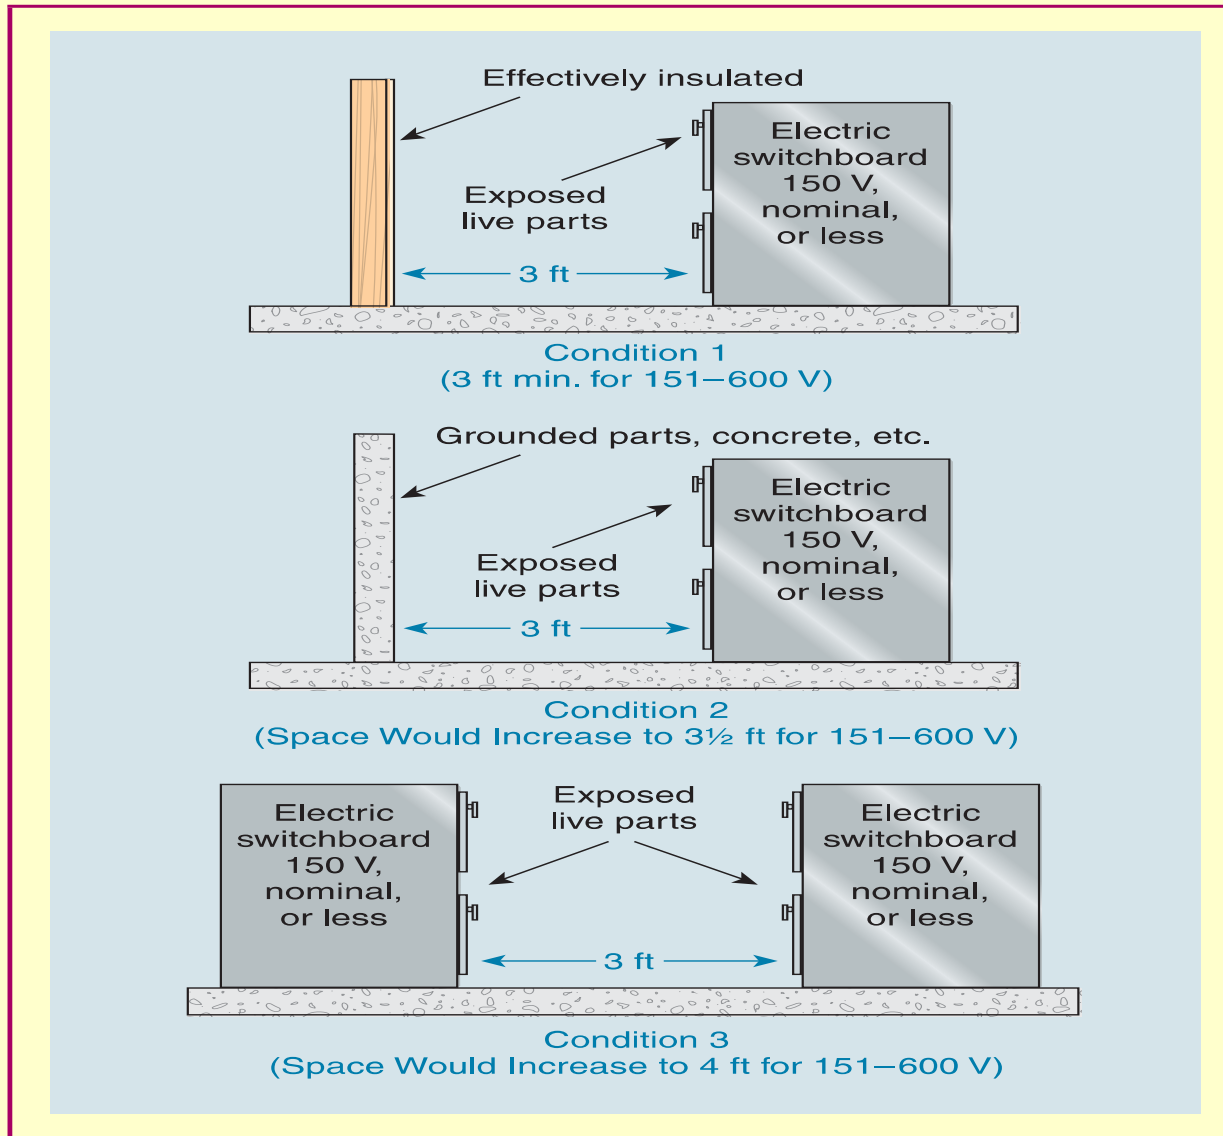 Effectively insulated
Exposed
live parts
Electric
switchboard
150 V,
nominal,
or less
3 ft
Condition 1
(3 ft min. for 151–600 V)
Grounded parts, concrete, etc.
Exposed
live parts
Electric
switchboard
150 V,
nominal,
or less
3 ft
Condition 2
(Space Would Increase to 3½ ft for 151–600 V)
Electric
switchboard
150 V,
nominal,
or less
Exposed
live parts
Electric
switchboard
150 V,
nominal,
or less
3 ft
Condition 3
(Space Would Increase to 4 ft for 151–600 V)